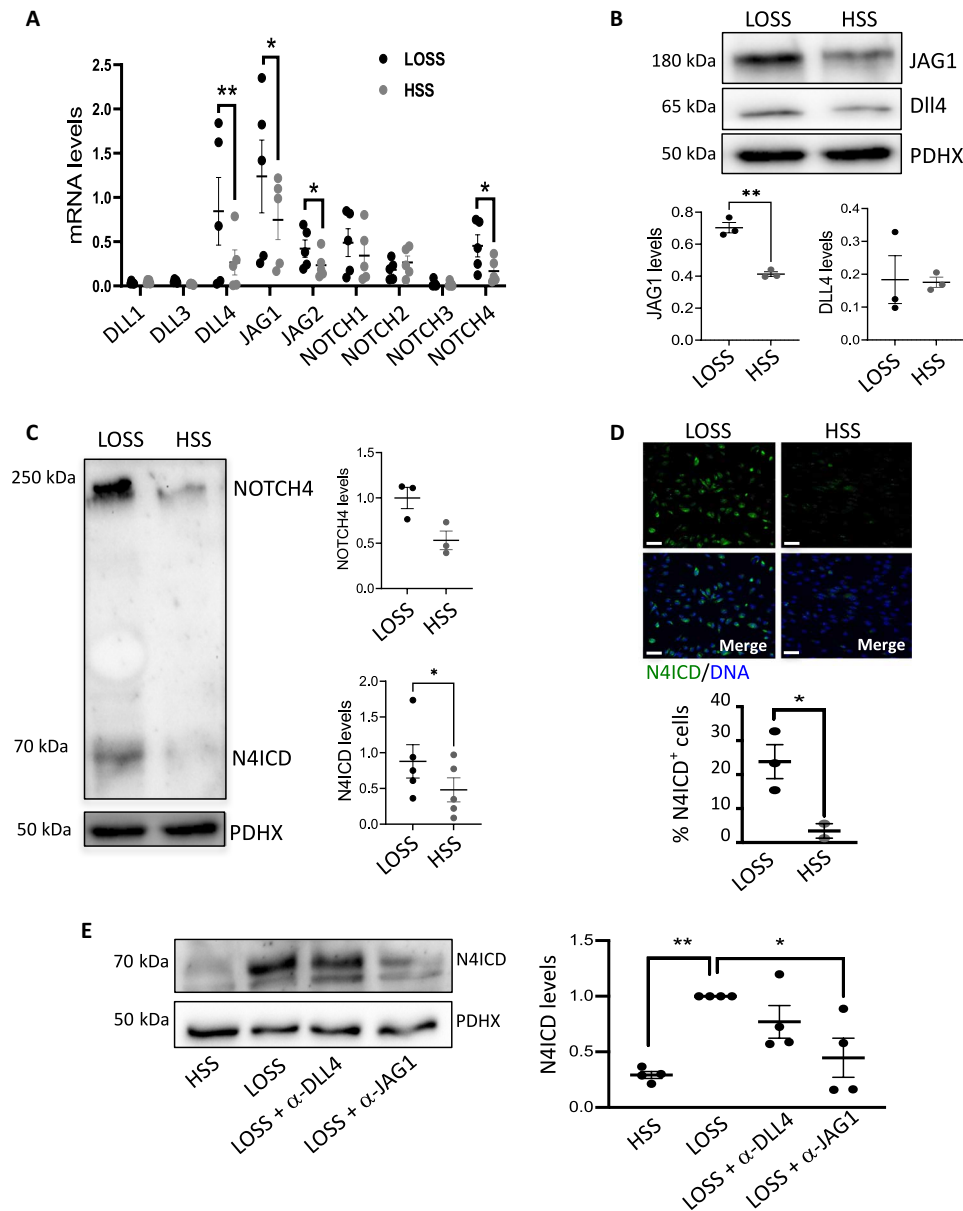 A
mRNA levels
2.5
2.0
1.5
1.0
0.5
0.0
LOSS
HSS
*
**
*
*
DLL1
DLL3
DLL4
JAG1
JAG2
NOTCH1
NOTCH2
NOTCH3
NOTCH4
B
LOSS HSS
180 kDa JAG1
65 kDa Dll4
50 kDa PDHX
JAG1 levels
0.8
0.6
0.4
0.2
0.0
**
LOSS
HSS
DLL4 levels
0.4
0.3
0.2
0.1
0.0
LOSS
HSS
C
LOSS HSS
250 kDa NOTCH4
70 kDa N4ICD
50 kDa PDHX
NOTCH4 levels
1.5
1.0
0.5
0.0
LOSS
HSS
N4ICD levels
2.0
1.5
1.0
0.5
0.0
*
LOSS
HSS
D
LOSS HSS
Merge Merge
N4ICD/DNA
% N4ICD+ cells
40
30
20
10
0
*
LOSS
HSS
E
70 kDa N4ICD
50 kDa PDHX
HSS
LOSS
LOSS + α-DLL4
LOSS + α-JAG1
N4ICD levels
1.5
1.0
0.5
0.0
** *
HSS
LOSS
LOSS + α-DLL4
LOSS + α-JAG1